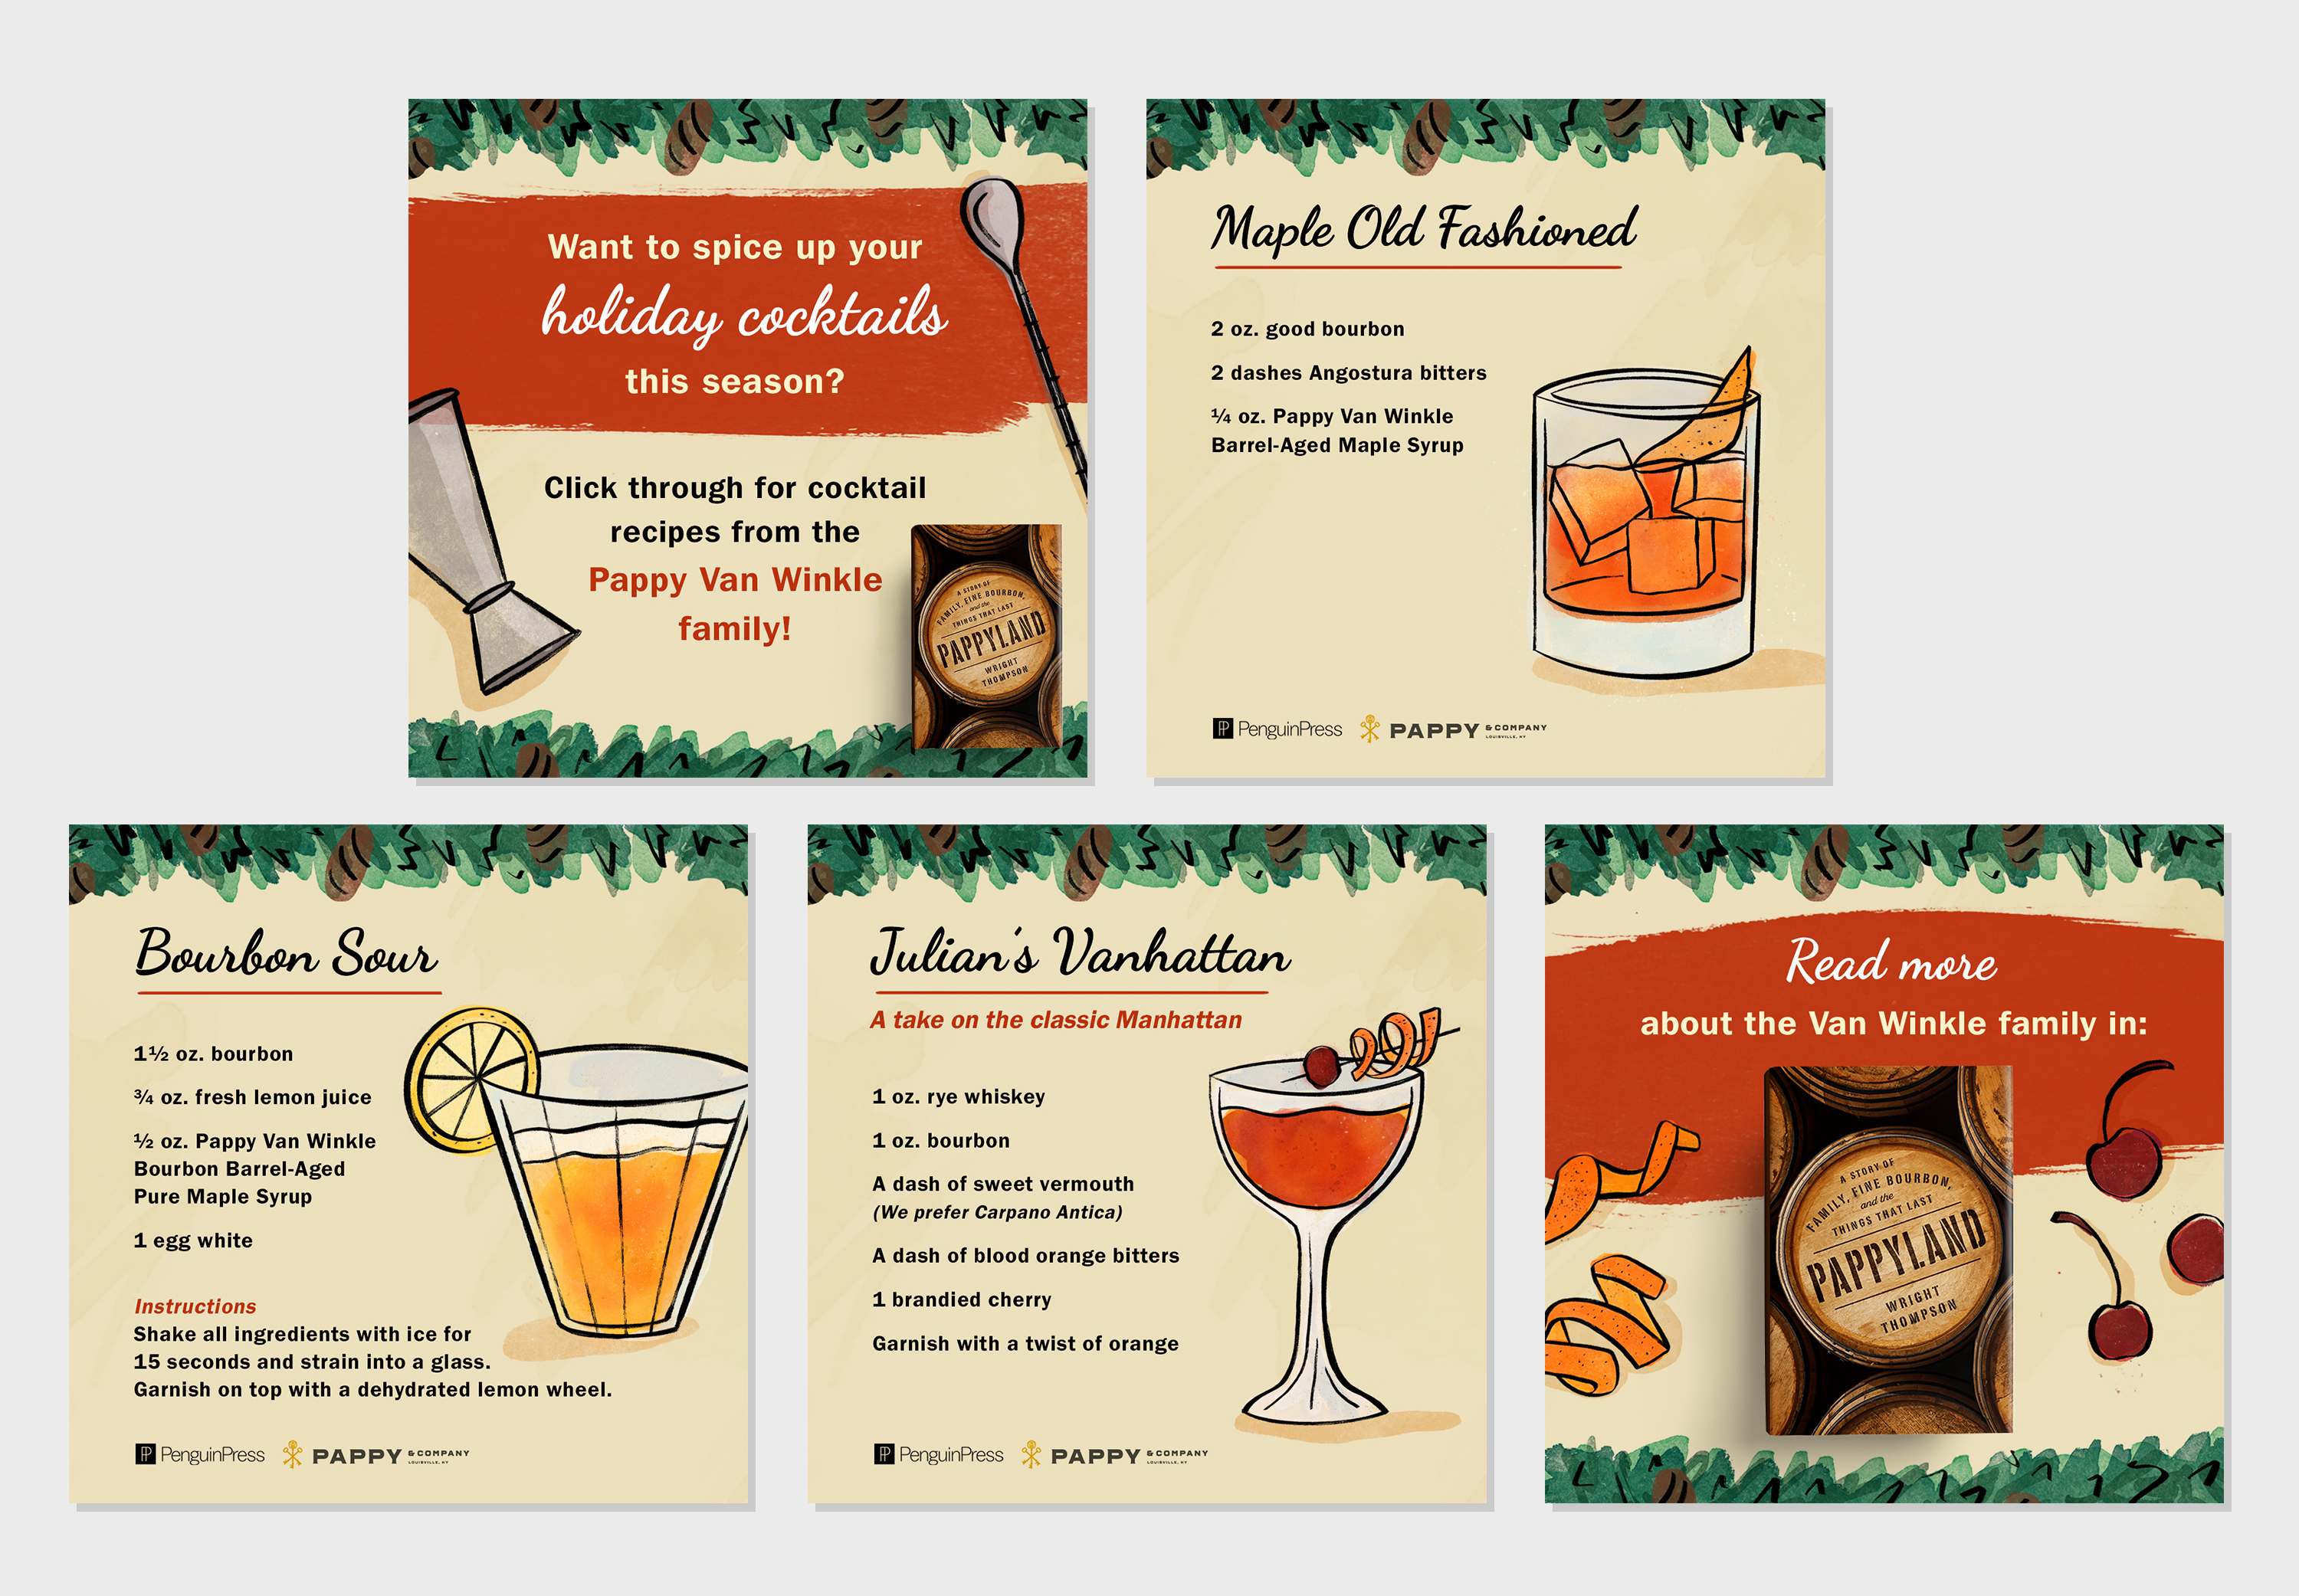 Want to spice up your
holiday cocktails
this season?
Click through for cocktail
recipes from the
Pappy Van Winkle
family!
A STORY OF
FAMILY, FINE BOURBON,
and the
THINGS THAT LAST
PAPPYLAND
WRIGHT
THOMPSON
Maple Old Fashioned
2 oz. good bourbon
2 dashes Angostura bitters
¼ oz. Pappy Van Winkle
Barrel-Aged Maple Syrup
PenguinPress PAPPY & COMPANY
LOUISVILLE, KY
Bourbon Sour
1½ oz. bourbon
¾ oz. fresh lemon juice
½ oz. Pappy Van Winkle
Bourbon Barrel-Aged
Pure Maple Syrup
1 egg white
Instructions
Shake all ingredients with ice for
15 seconds and strain into a glass.
Garnish on top with a dehydrated lemon wheel.
PenguinPress PAPPY & COMPANY
LOUISVILLE, KY
Julian's Vanhattan
A take on the classic Manhattan
1 oz. rye whiskey
1 oz. bourbon
A dash of sweet vermouth
(We prefer Carpano Antica)
A dash of blood orange bitters
1 brandied cherry
Garnish with a twist of orange
PenguinPress PAPPY & COMPANY
LOUISVILLE, KY
Read more
about the Van Winkle family in:
A STORY OF
FAMILY, FINE BOURBON,
and the
THINGS THAT LAST
PAPPYLAND
WRIGHT
THOMPSON